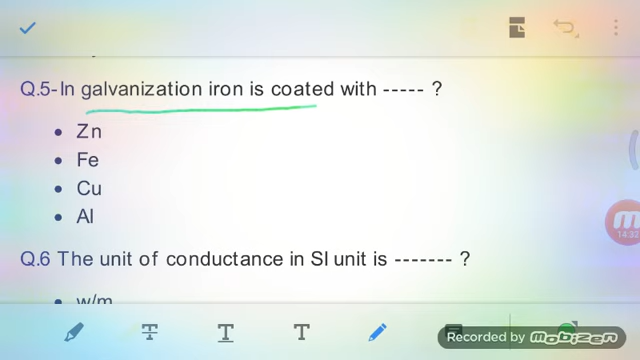 Q.5-In galvanization iron is coated with ----- ?
• Zn
• Fe
• Cu
• Al
Q.6 The unit of conductance in SI unit is ------- ?
• w/m
T T T
14:32
Recorded by mobizen